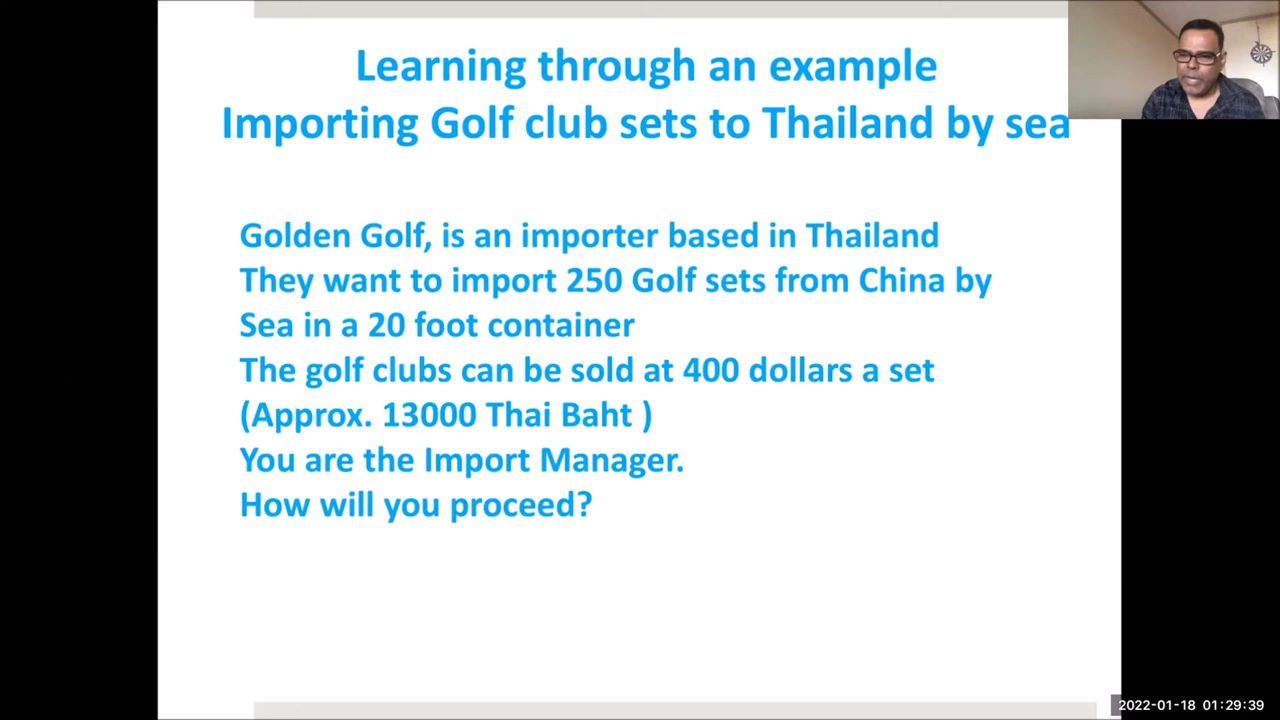 Learning through an example
Importing Golf club sets to Thailand by sea
Golden Golf, is an importer based in Thailand
They want to import 250 Golf sets from China by
Sea in a 20 foot container
The golf clubs can be sold at 400 dollars a set
(Approx. 13000 Thai Baht )
You are the Import Manager.
How will you proceed?
2022-01-18 01:29:39